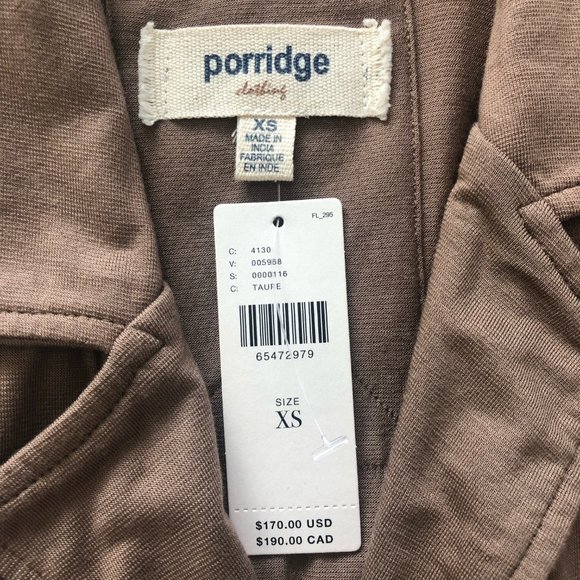 porridge
clothing
XS
MADE IN
INDIA
FABRIQUE
EN INDE
FL_295
C: 4130
V: 005968
S: 0000116
C: TAUPE
65472979
SIZE
XS
$170.00 USD
$190.00 CAD